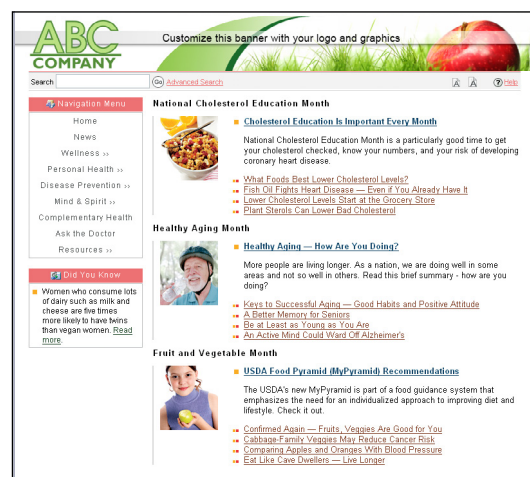 ABC
COMPANY
Customize this banner with your logo and graphics
Search
Go
Advanced Search
A
A
? Help
Navigation Menu
Home
News
Wellness >>
Personal Health >>
Disease Prevention >>
Mind & Spirit >>
Complementary Health
Ask the Doctor
Resources >>
Did You Know
Women who consume lots
of dairy such as milk and
cheese are five times
more likely to have twins
than vegan women. Read
more.
National Cholesterol Education Month
Cholesterol Education Is Important Every Month
National Cholesterol Education Month is a particularly good time to get
your cholesterol checked, know your numbers, and your risk of developing
coronary heart disease.
What Foods Best Lower Cholesterol Levels?
Fish Oil Fights Heart Disease — Even if You Already Have It
Lower Cholesterol Levels Start at the Grocery Store
Plant Sterols Can Lower Bad Cholesterol
Healthy Aging Month
Healthy Aging — How Are You Doing?
More people are living longer. As a nation, we are doing well in some
areas and not so well in others. Read this brief summary - how are you
doing?
Keys to Successful Aging — Good Habits and Positive Attitude
A Better Memory for Seniors
Be at Least as Young as You Are
An Active Mind Could Ward Off Alzheimer's
Fruit and Vegetable Month
USDA Food Pyramid (MyPyramid) Recommendations
The USDA's new MyPyramid is part of a food guidance system that
emphasizes the need for an individualized approach to improving diet and
lifestyle. Check it out.
Confirmed Again — Fruits, Veggies Are Good for You
Cabbage-Family Veggies May Reduce Cancer Risk
Comparing Apples and Oranges With Blood Pressure
Eat Like Cave Dwellers — Live Longer